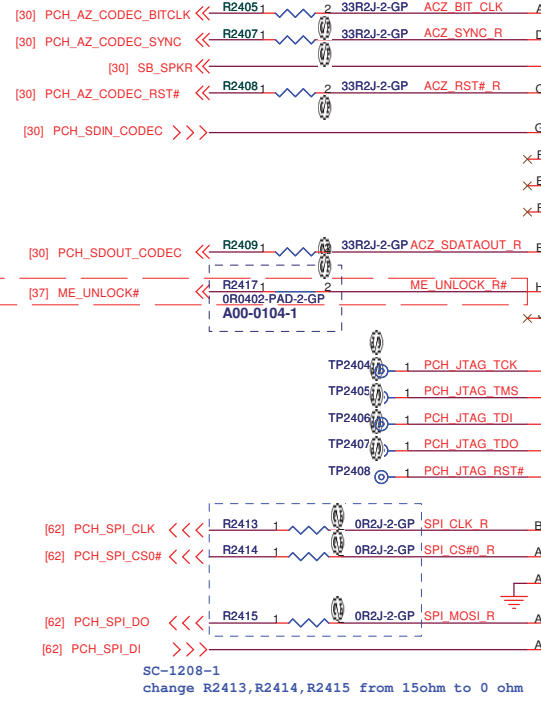 [30] PCH_AZ_CODEC_BITCLK R2405 1 2 33R2J-2-GP ACZ_BIT_CLK
[30] PCH_AZ_CODEC_SYNC R2407 1 2 33R2J-2-GP ACZ_SYNC_R
[30] SB_SPKR
[30] PCH_AZ_CODEC_RST# R2408 1 2 33R2J-2-GP ACZ_RST#_R
[30] PCH_SDIN_CODEC
[30] PCH_SDOUT_CODEC R2409 1 33R2J-2-GP ACZ_SDATAOUT_R
[37] ME_UNLOCK# R2417 1 2 ME_UNLOCK_R#
0R0402-PAD-2-GP
A00-0104-1
TP2404 1 PCH_JTAG_TCK
TP2405 1 PCH_JTAG_TMS
TP2406 1 PCH_JTAG_TDI
TP2407 1 PCH_JTAG_TDO
TP2408 1 PCH_JTAG_RST#
[62] PCH_SPI_CLK R2413 1 0R2J-2-GP SPI_CLK_R
[62] PCH_SPI_CS0# R2414 1 0R2J-2-GP SPI_CS#0_R
[62] PCH_SPI_DO R2415 1 0R2J-2-GP SPI_MOSI_R
[62] PCH_SPI_DI
SC-1208-1
change R2413,R2414,R2415 from 15ohm to 0 ohm